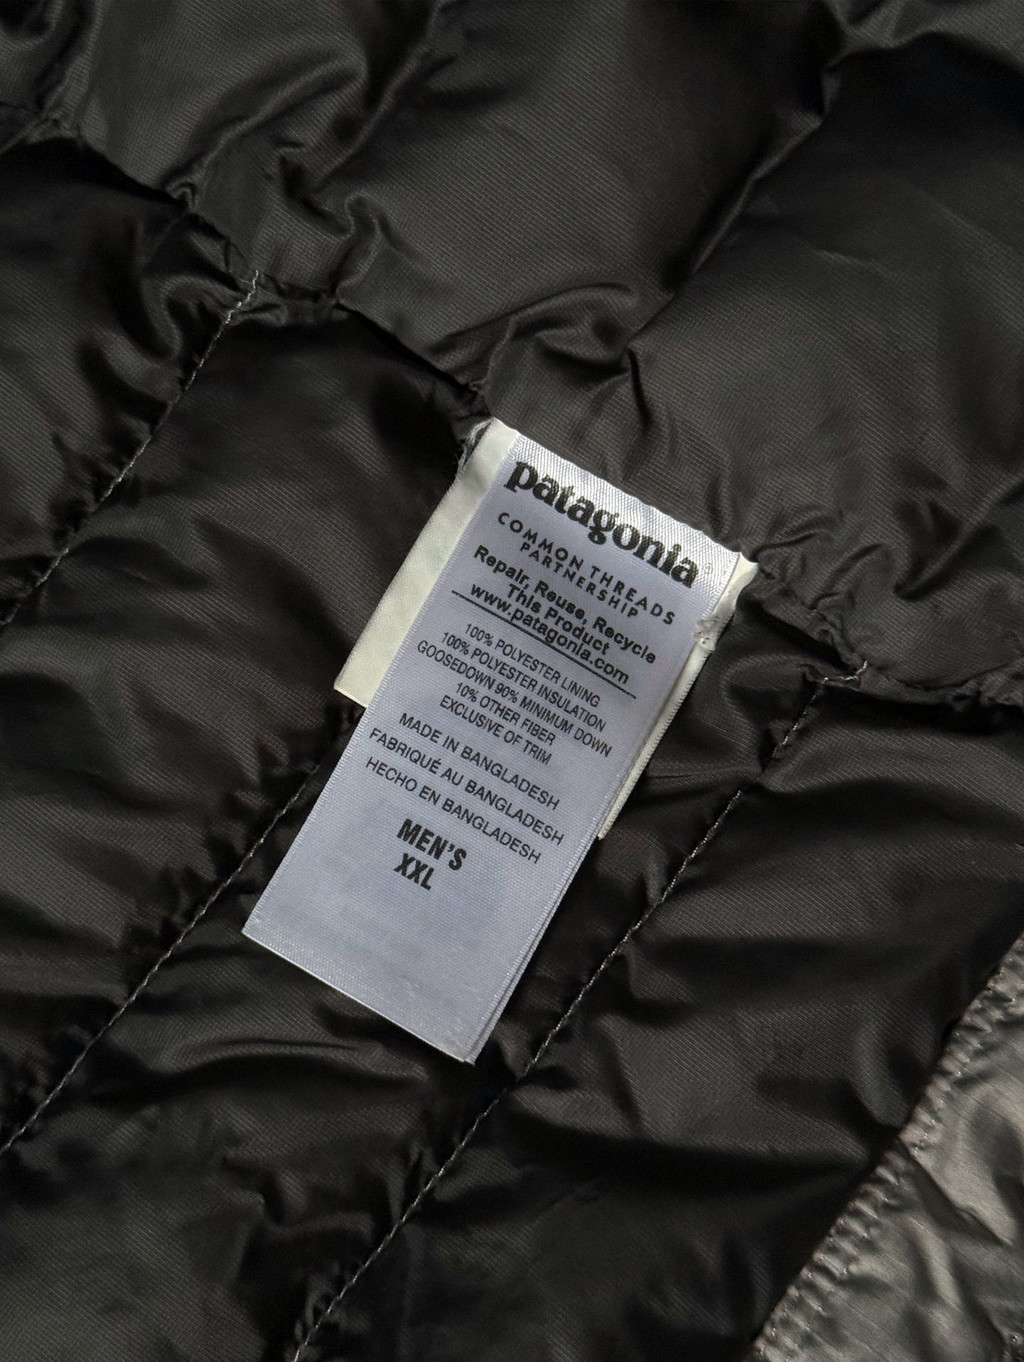 patagonia®
COMMON THREADS
PARTNERSHIP
Repair, Reuse, Recycle
This Product
www.patagonia.com
100% POLYESTER LINING
100% POLYESTER INSULATION
GOOSEDOWN 90% MINIMUM DOWN
10% OTHER FIBER
EXCLUSIVE OF TRIM
MADE IN BANGLADESH
FABRIQUÉ AU BANGLADESH
HECHO EN BANGLADESH
MEN'S
XXL